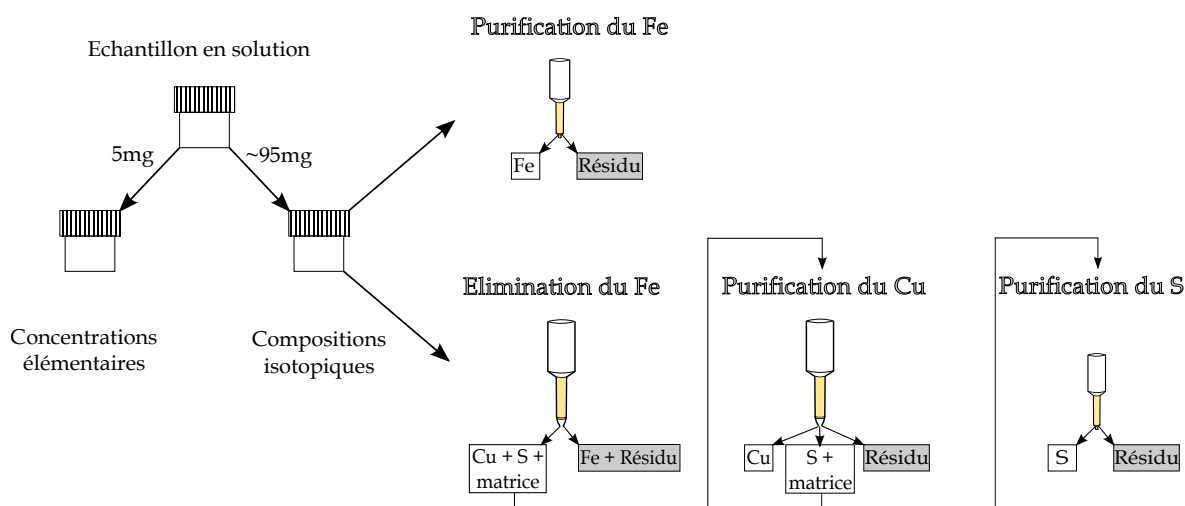 Purification du Fe
Echantillon en solution
5mg
~95mg
Fe
Résidu
Elimination du Fe
Purification du Cu
Purification du S
Concentrations
élémentaires
Compositions
isotopiques
Cu + S +
matrice
Fe + Résidu
Cu
S +
matrice
Résidu
S
Résidu